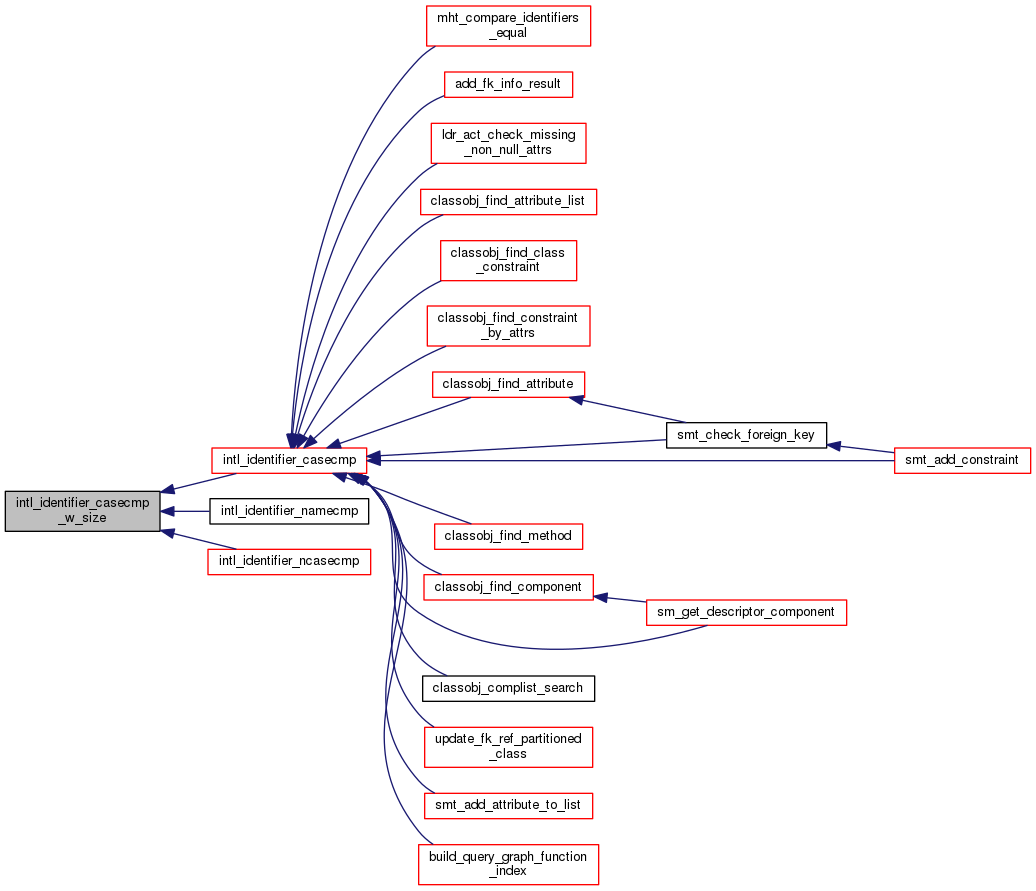 mht_compare_identifiers
_equal
add_fk_info_result
ldr_act_check_missing
_non_null_attrs
classobj_find_attribute_list
classobj_find_class
_constraint
classobj_find_constraint
_by_attrs
classobj_find_attribute
smt_check_foreign_key
intl_identifier_casecmp
smt_add_constraint
intl_identifier_casecmp
_w_size
intl_identifier_namecmp
classobj_find_method
intl_identifier_ncasecmp
classobj_find_component
sm_get_descriptor_component
classobj_complist_search
update_fk_ref_partitioned
_class
smt_add_attribute_to_list
build_query_graph_function
_index